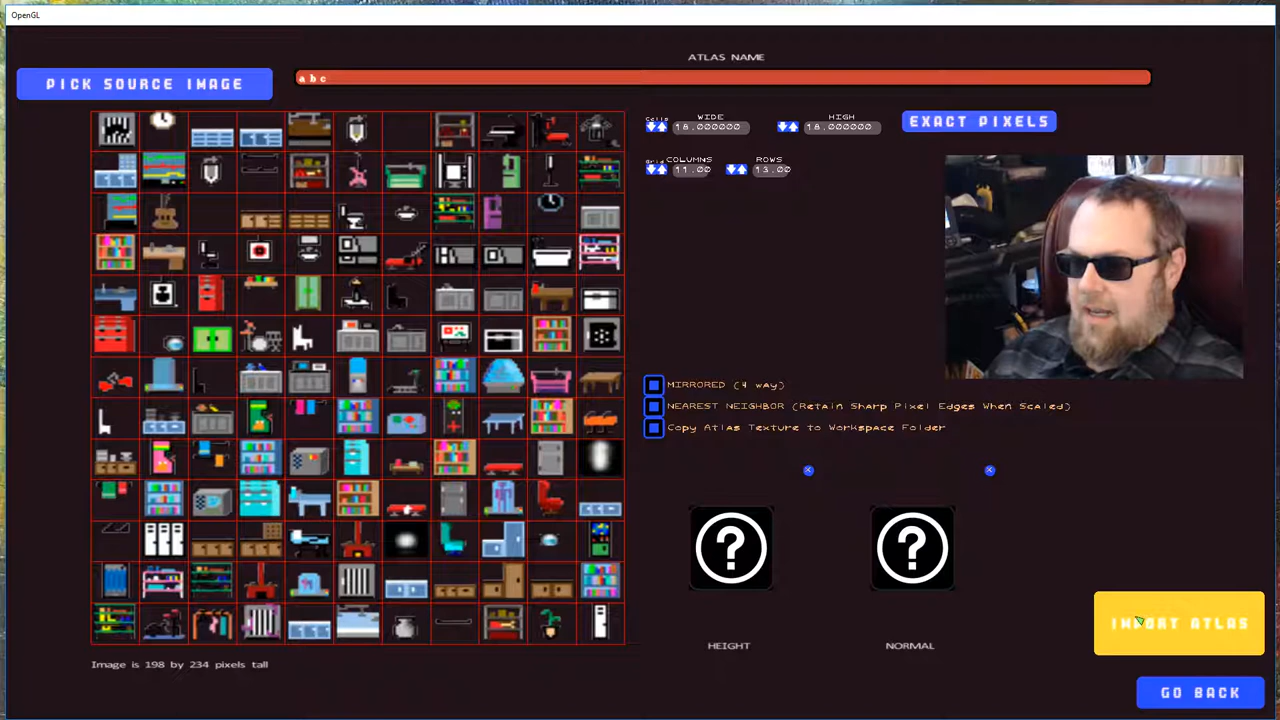 OpenGL
ATLAS NAME
PICK SOURCE IMAGE
a b c
Cells WIDE HIGH
18.000000 18.000000
EXACT PIXELS
Grid COLUMNS ROWS
11.00 13.00
MIRRORED (4 way)
NEAREST NEIGHBOR (Retain Sharp Pixel Edges When Scaled)
Copy Atlas Texture to Workspace Folder
IMPORT ATLAS
HEIGHT NORMAL
Image is 198 by 234 pixels tall
GO BACK